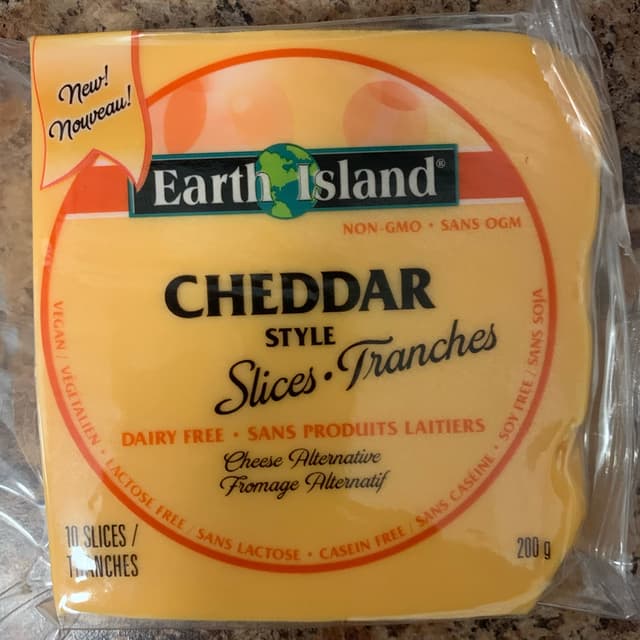 New!
Nouveau!
Earth Island®
NON-GMO • SANS OGM
CHEDDAR
STYLE
Slices • Tranches
DAIRY FREE • SANS PRODUITS LAITIERS
Cheese Alternative
Fromage Alternatif
VEGAN / VÉGÉTALIEN • LACTOSE FREE / SANS LACTOSE • CASEIN FREE / SANS CASÉINE • SOY FREE / SANS SOJA
10 SLICES /
TRANCHES
200 g